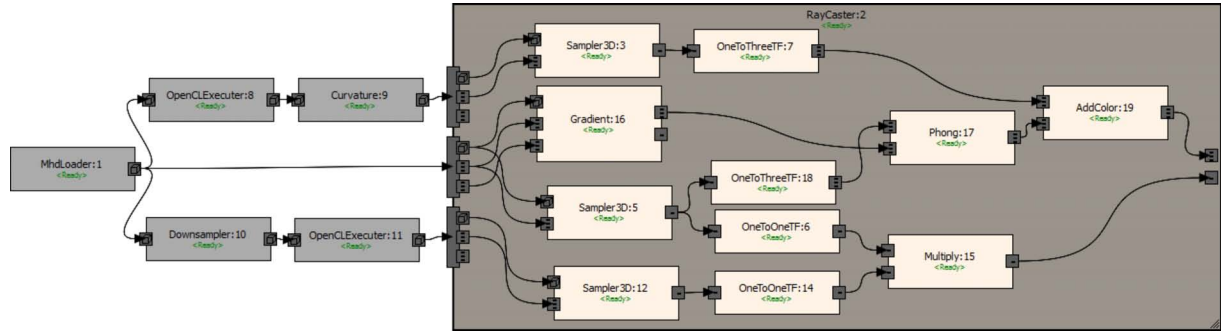 RayCaster:2
<Ready>
Sampler3D:3
<Ready>
OneToThreeTF:7
<Ready>
OpenCLExecuter:8
<Ready>
Curvature:9
<Ready>
Gradient:16
<Ready>
AddColor:19
<Ready>
Phong:17
<Ready>
MhdLoader:1
<Ready>
OneToThreeTF:18
<Ready>
Sampler3D:5
<Ready>
OneToOneTF:6
<Ready>
Downsampler:10
<Ready>
OpenCLExecuter:11
<Ready>
Multiply:15
<Ready>
Sampler3D:12
<Ready>
OneToOneTF:14
<Ready>